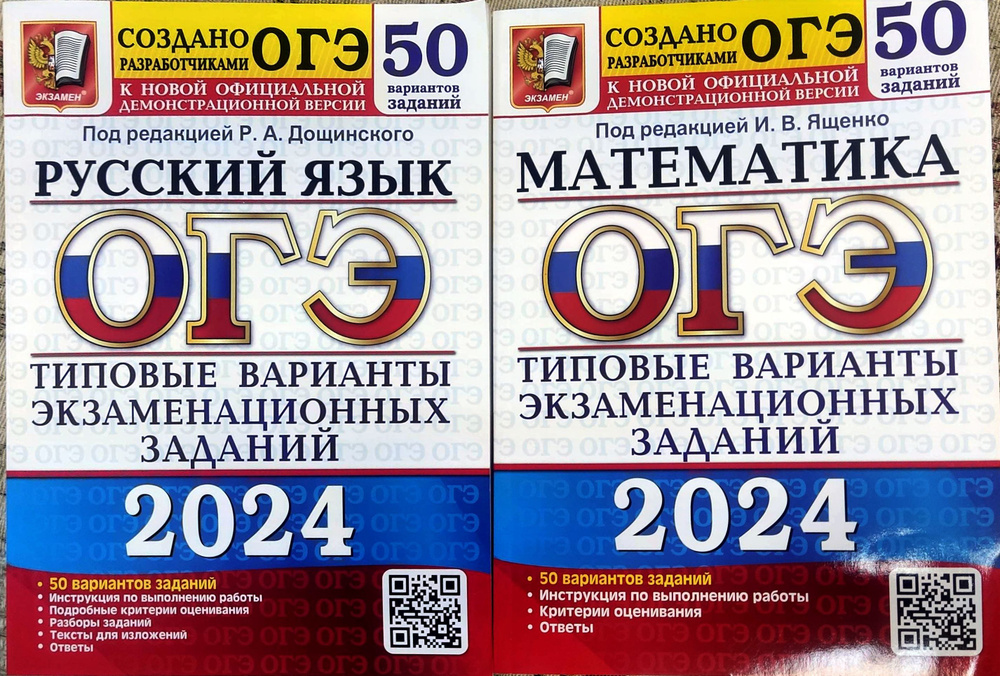 ЭКЗАМЕН
СОЗДАНО
РАЗРАБОТЧИКАМИ
ОГЭ
К НОВОЙ ОФИЦИАЛЬНОЙ
ДЕМОНСТРАЦИОННОЙ ВЕРСИИ
50
вариантов
заданий
Под редакцией Р. А. Дощинского
РУССКИЙ ЯЗЫК
ОГЭ
ТИПОВЫЕ ВАРИАНТЫ
ЭКЗАМЕНАЦИОННЫХ
ЗАДАНИЙ
2024
• 50 вариантов заданий
• Инструкция по выполнению работы
• Подробные критерии оценивания
• Разборы заданий
• Тексты для изложений
• Ответы
ЭКЗАМЕН
СОЗДАНО
РАЗРАБОТЧИКАМИ
ОГЭ
К НОВОЙ ОФИЦИАЛЬНОЙ
ДЕМОНСТРАЦИОННОЙ ВЕРСИИ
50
вариантов
заданий
Под редакцией И. В. Ященко
МАТЕМАТИКА
ОГЭ
ТИПОВЫЕ ВАРИАНТЫ
ЭКЗАМЕНАЦИОННЫХ
ЗАДАНИЙ
2024
• 50 вариантов заданий
• Инструкция по выполнению работы
• Критерии оценивания
• Ответы